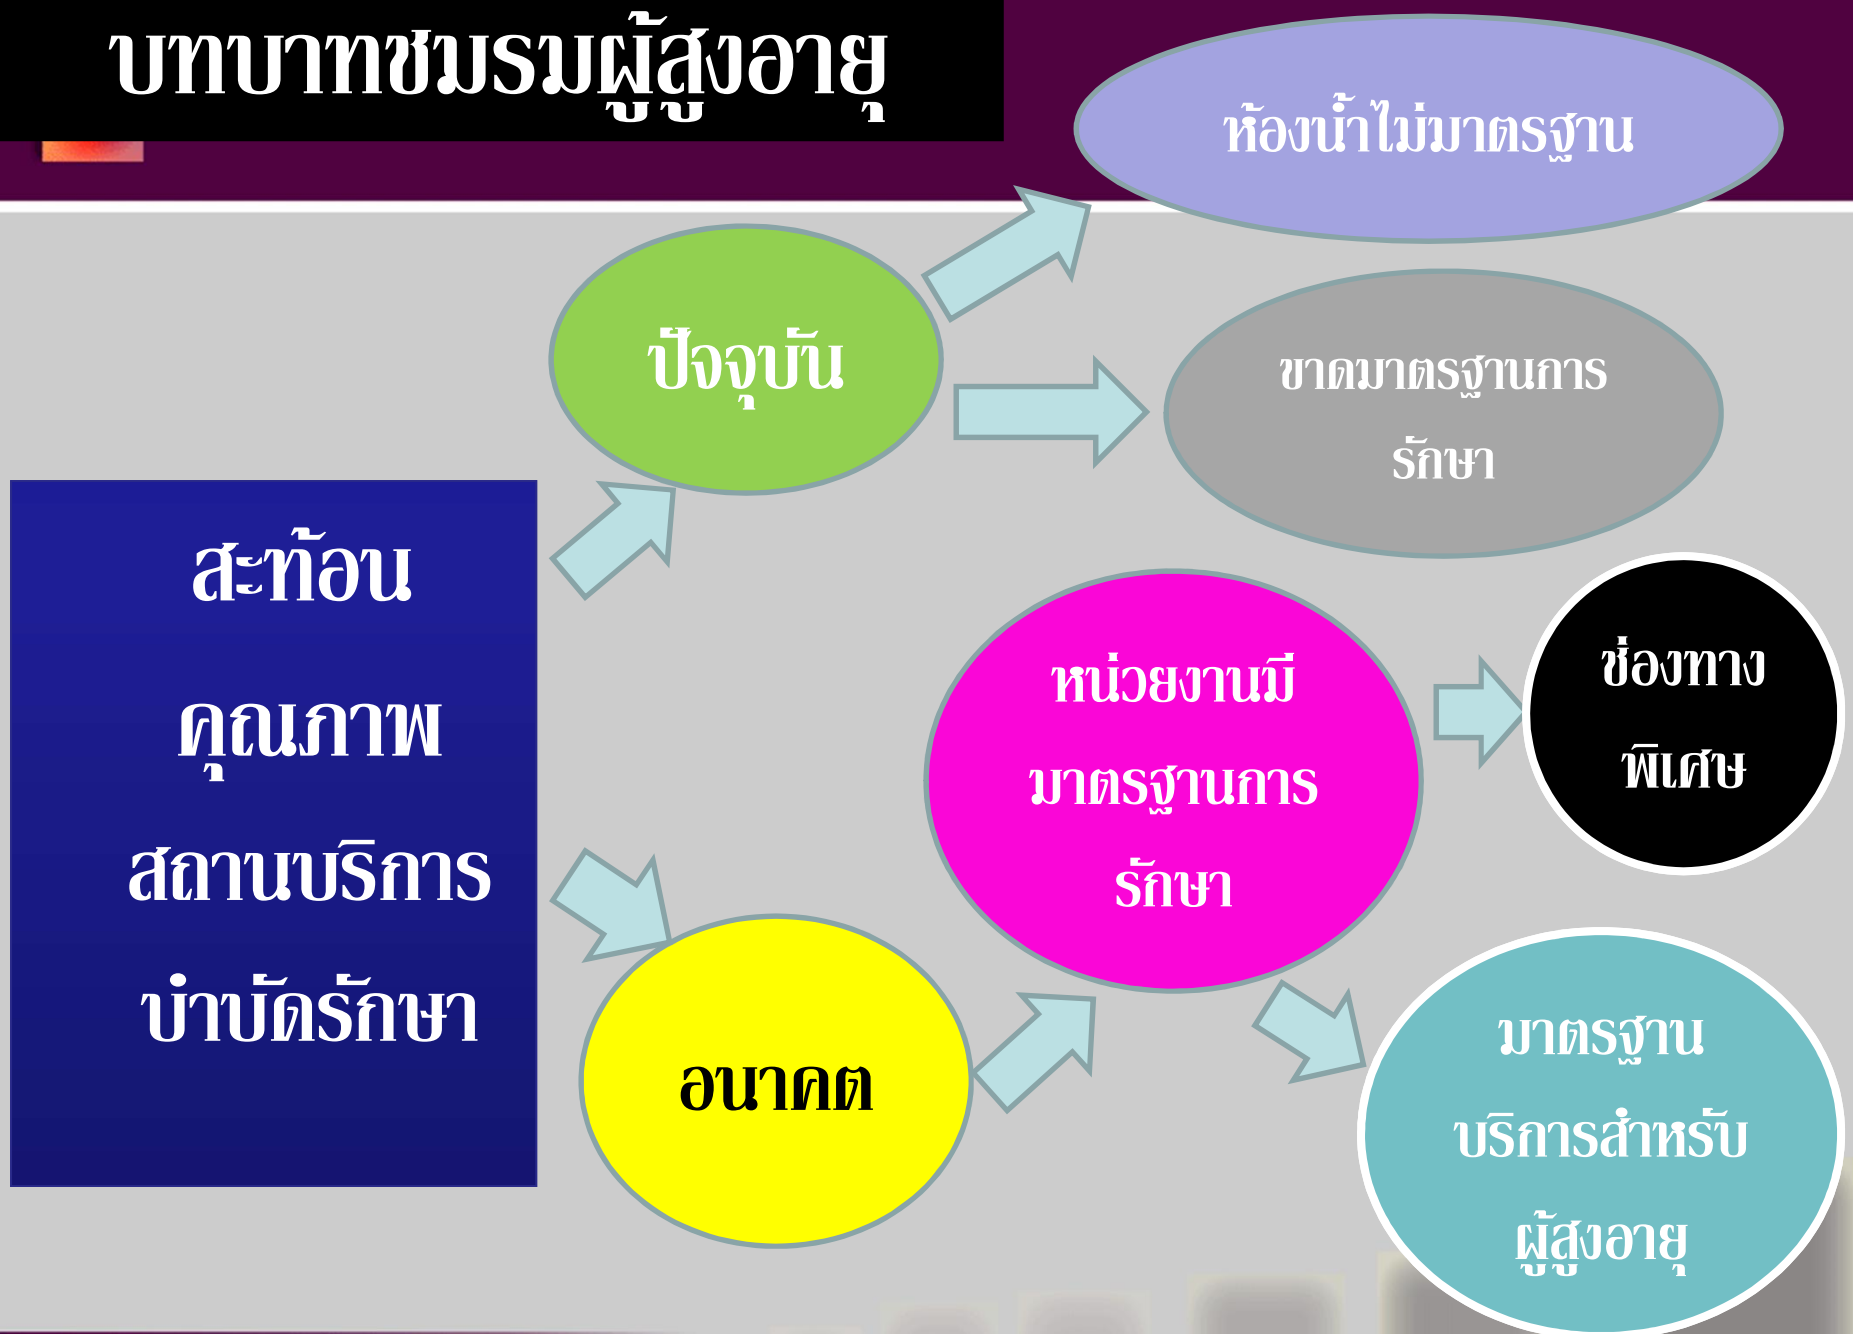 บทบาทชมรมผู้สูงอายุ
ห้องน้ำไม่มาตรฐาน
ปัจจุบัน
ขาดมาตรฐานการ
รักษา
สะท้อน
คุณภาพ
สถานบริการ
บำบัดรักษา
หน่วยงานมี
มาตรฐานการ
รักษา
ช่องทาง
พิเศษ
อนาคต
มาตรฐาน
บริการสำหรับ
ผู้สูงอายุ